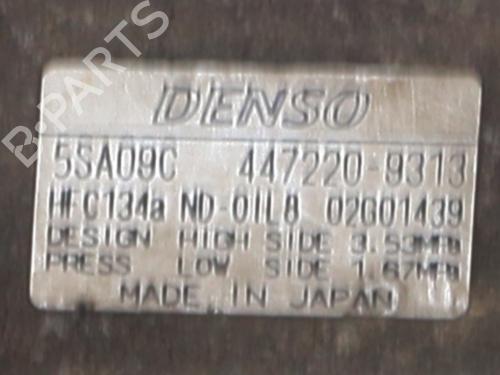 DENSO
5SA09C 447220-9313
HFC134a ND-OIL8 02G01439
DESIGN HIGH SIDE 3.53MPa
PRESS LOW SIDE 1.67MPa
MADE IN JAPAN
B-PARTS